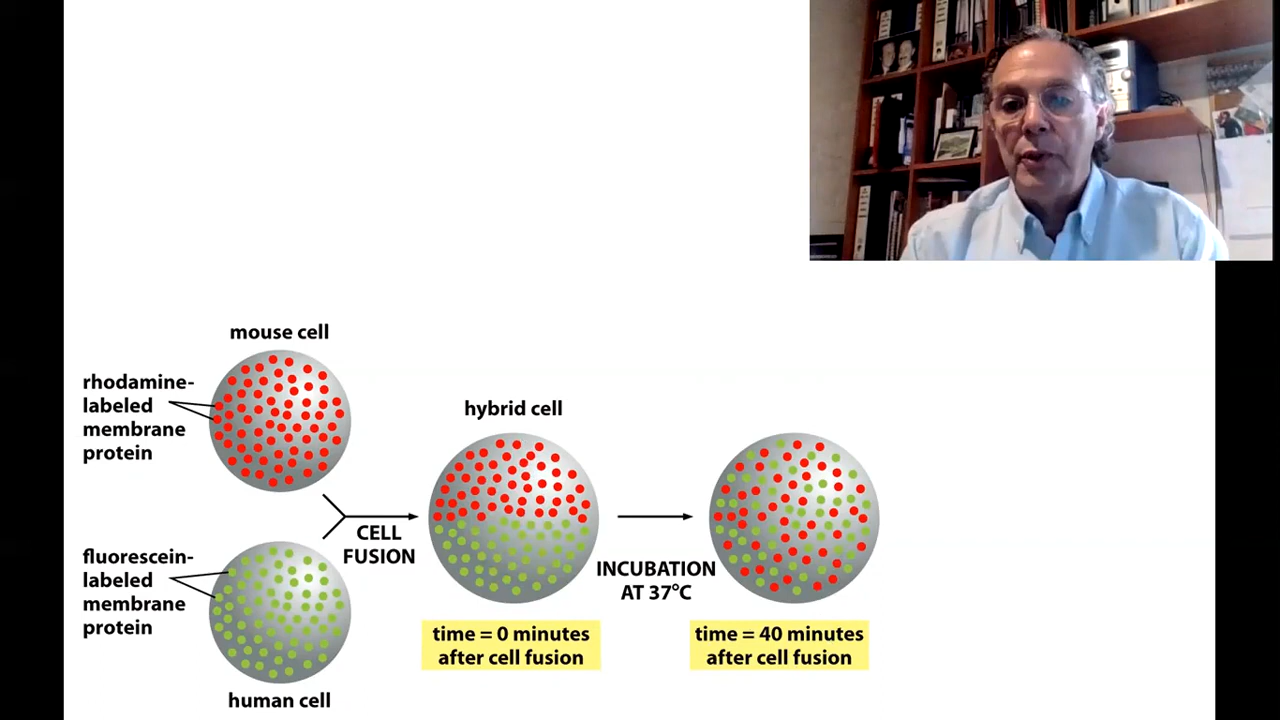 mouse cell
rhodamine-
labeled
membrane
protein
hybrid cell
CELL
FUSION
fluorescein-
labeled
membrane
protein
INCUBATION
AT 37°C
time = 0 minutes
after cell fusion
time = 40 minutes
after cell fusion
human cell